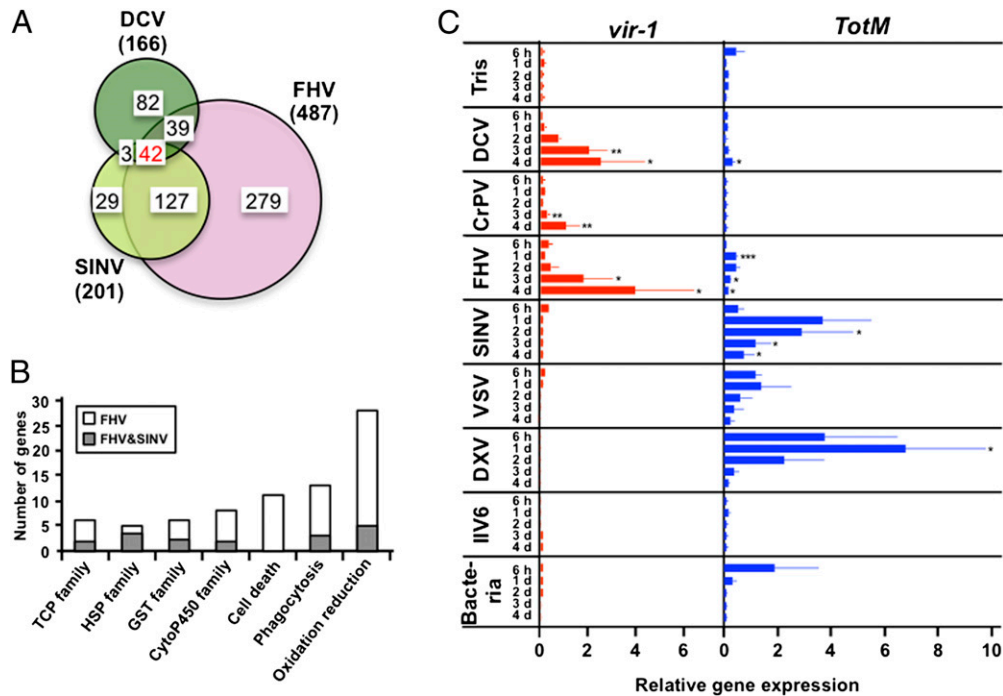 A
DCV
(166)
82
39
FHV
(487)
3
42
29
127
279
SINV
(201)
B
Number of genes
30
25
20
15
10
5
0
FHV
FHV&SINV
TCP family
HSP family
GST family
CytoP450 family
Cell death
Phagocytosis
Oxidation reduction
C
vir-1
TotM
Tris
6 h
1 d
2 d
3 d
4 d
DCV
6 h
1 d
2 d
3 d **
4 d * *
CrPV
6 h
1 d
2 d
3 d **
4 d **
FHV
6 h
1 d ***
2 d
3 d * *
4 d * *
SINV
6 h
1 d
2 d *
3 d *
4 d *
VSV
6 h
1 d
2 d
3 d
4 d
DXV
6 h
1 d *
2 d
3 d
4 d
IIV6
6 h
1 d
2 d
3 d
4 d
Bacte-
ria
6 h
1 d
2 d
3 d
4 d
0 2 4 6 0 2 4 6 8 10
Relative gene expression